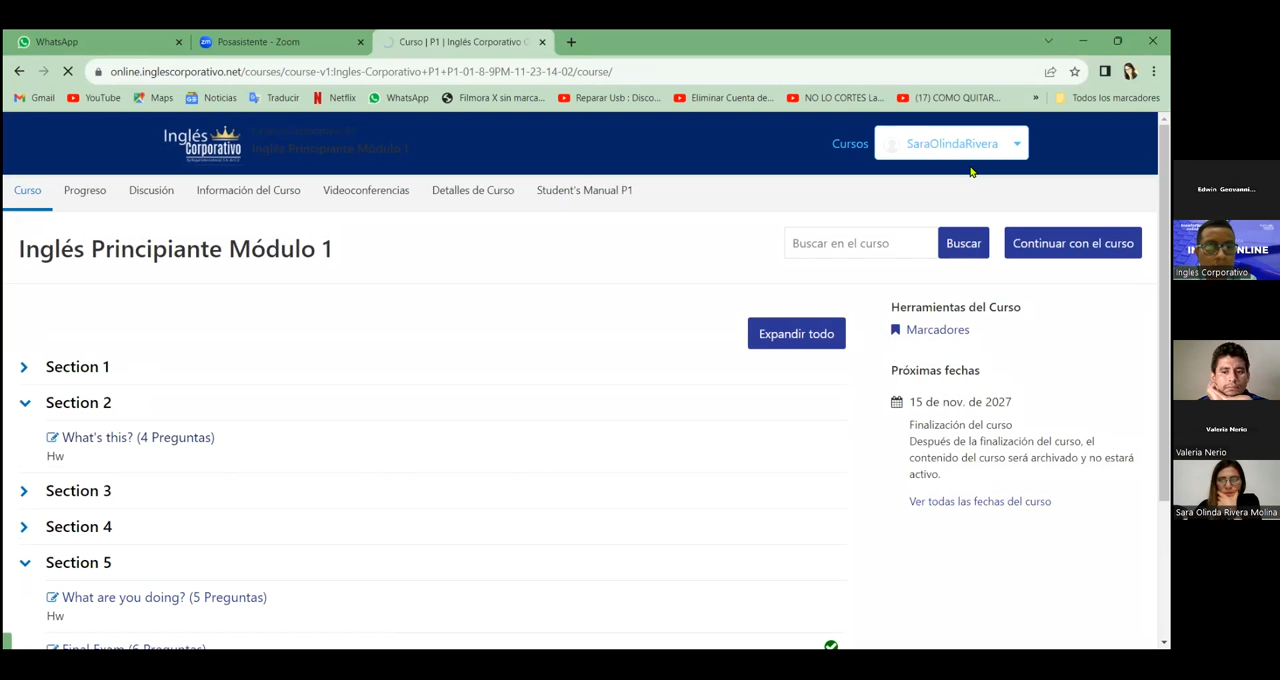 WhatsApp
Posasistente - Zoom
Curso | P1 | Inglés Corporativo
online.inglescorporativo.net/courses/course-v1:Ingles-Corporativo+P1+P1-01-8-9PM-11-23-14-02/course/
Gmail YouTube Maps Noticias Traducir Netflix WhatsApp Filmora X sin marca... Reparar Usb : Disco... Eliminar Cuenta de... NO LO CORTES La... (17) COMO QUITAR... » Todos los marcadores
Inglés Corporativo
Inglés Principiante Módulo 1
Cursos SaraOlindaRivera
Curso Progreso Discusión Información del Curso Videoconferencias Detalles de Curso Student's Manual P1
Inglés Principiante Módulo 1
Buscar en el curso Buscar Continuar con el curso
Expandir todo
Section 1
Section 2
What's this? (4 Preguntas)
Hw
Section 3
Section 4
Section 5
What are you doing? (5 Preguntas)
Hw
Final Exam (6 Preguntas)
Herramientas del Curso
Marcadores
Próximas fechas
15 de nov. de 2027
Finalización del curso
Después de la finalización del curso, el
contenido del curso será archivado y no estará
activo.
Ver todas las fechas del curso
Edwin Geovanni...
Ingles Corporativo
Valeria Nerio
Valeria Nerio
Sara Olinda Rivera Molina